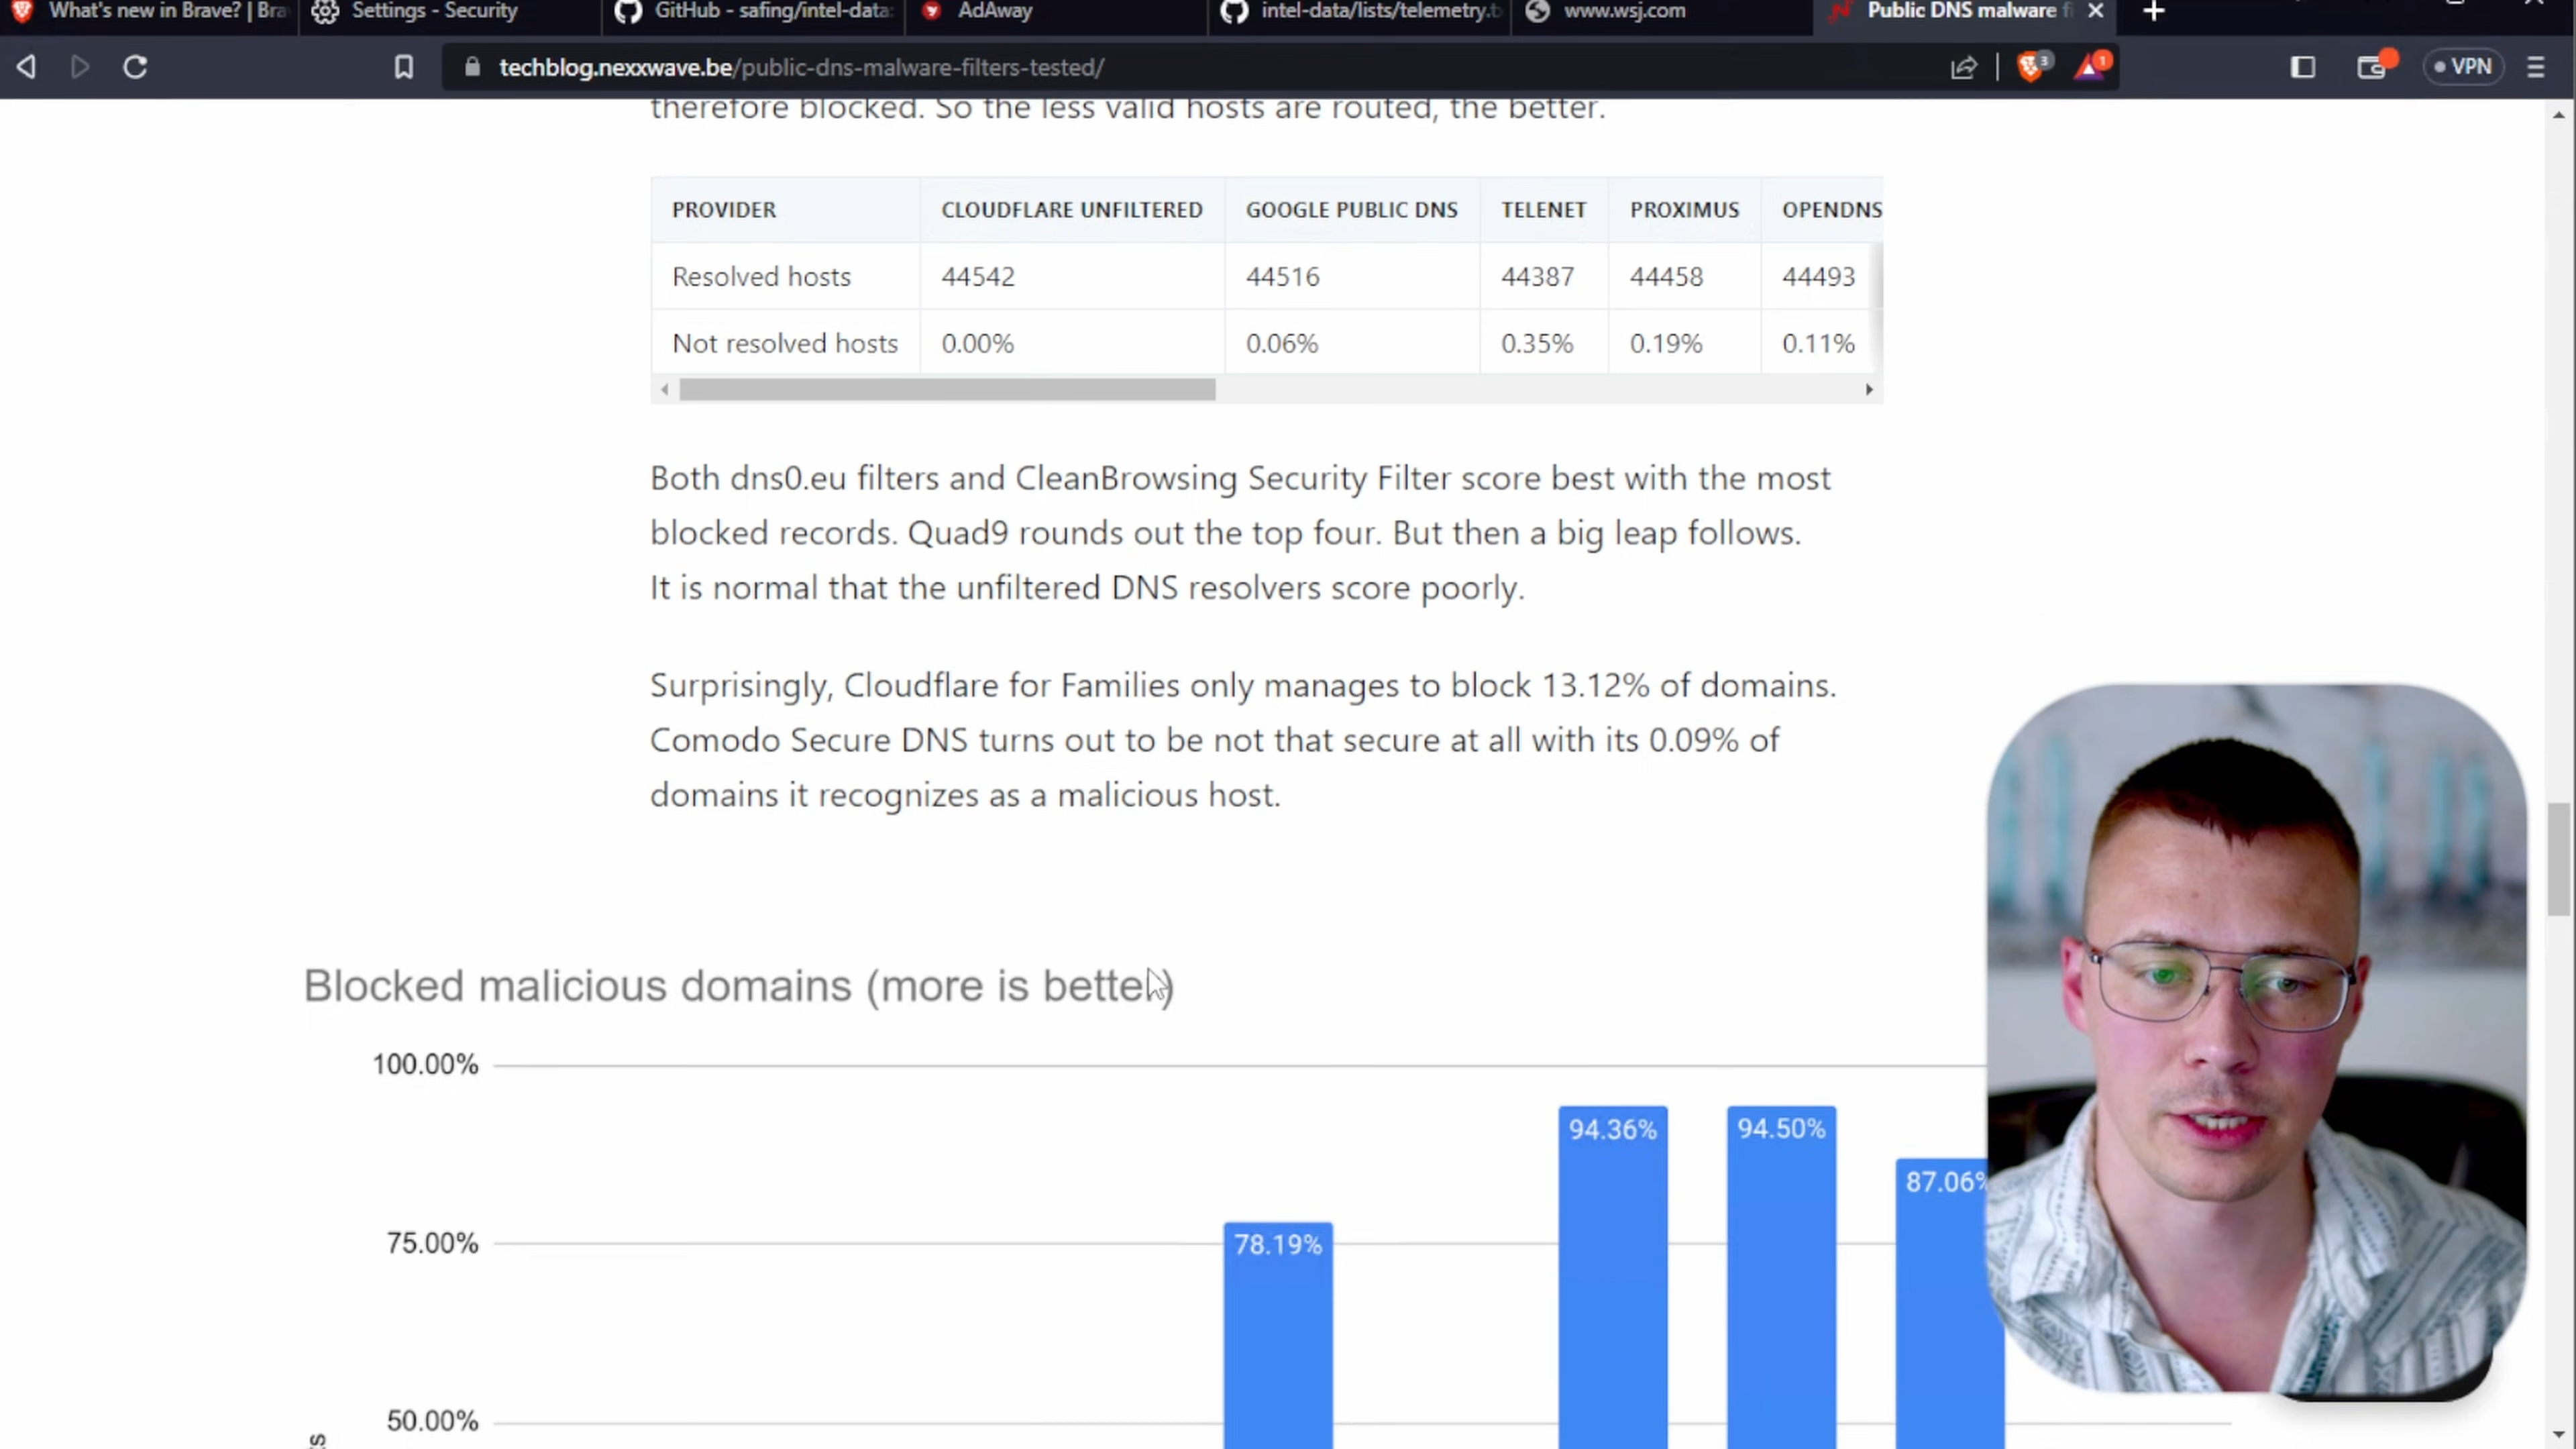 What's new in Brave? | Bra
Settings - Security
GitHub - safing/intel-data:
AdAway
intel-data/lists/telemetry.t
www.wsj.com
Public DNS malware fi
techblog.nexxwave.be/public-dns-malware-filters-tested/
3
1
VPN
therefore blocked. So the less valid hosts are routed, the better.
PROVIDER CLOUDFLARE UNFILTERED GOOGLE PUBLIC DNS TELENET PROXIMUS OPENDNS
Resolved hosts 44542 44516 44387 44458 44493
Not resolved hosts 0.00% 0.06% 0.35% 0.19% 0.11%
Both dns0.eu filters and CleanBrowsing Security Filter score best with the most
blocked records. Quad9 rounds out the top four. But then a big leap follows.
It is normal that the unfiltered DNS resolvers score poorly.
Surprisingly, Cloudflare for Families only manages to block 13.12% of domains.
Comodo Secure DNS turns out to be not that secure at all with its 0.09% of
domains it recognizes as a malicious host.
Blocked malicious domains (more is better)
100.00%
94.36%
94.50%
87.06%
75.00%
78.19%
50.00%